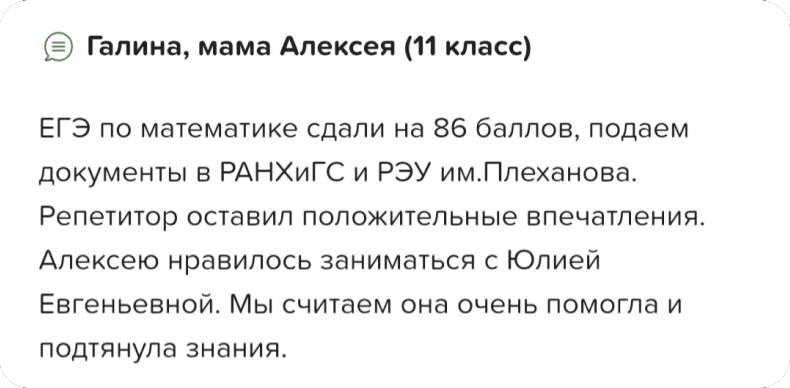 Галина, мама Алексея (11 класс)
ЕГЭ по математике сдали на 86 баллов, подаем
документы в РАНХиГС и РЭУ им.Плеханова.
Репетитор оставил положительные впечатления.
Алексею нравилось заниматься с Юлией
Евгеньевной. Мы считаем она очень помогла и
подтянула знания.